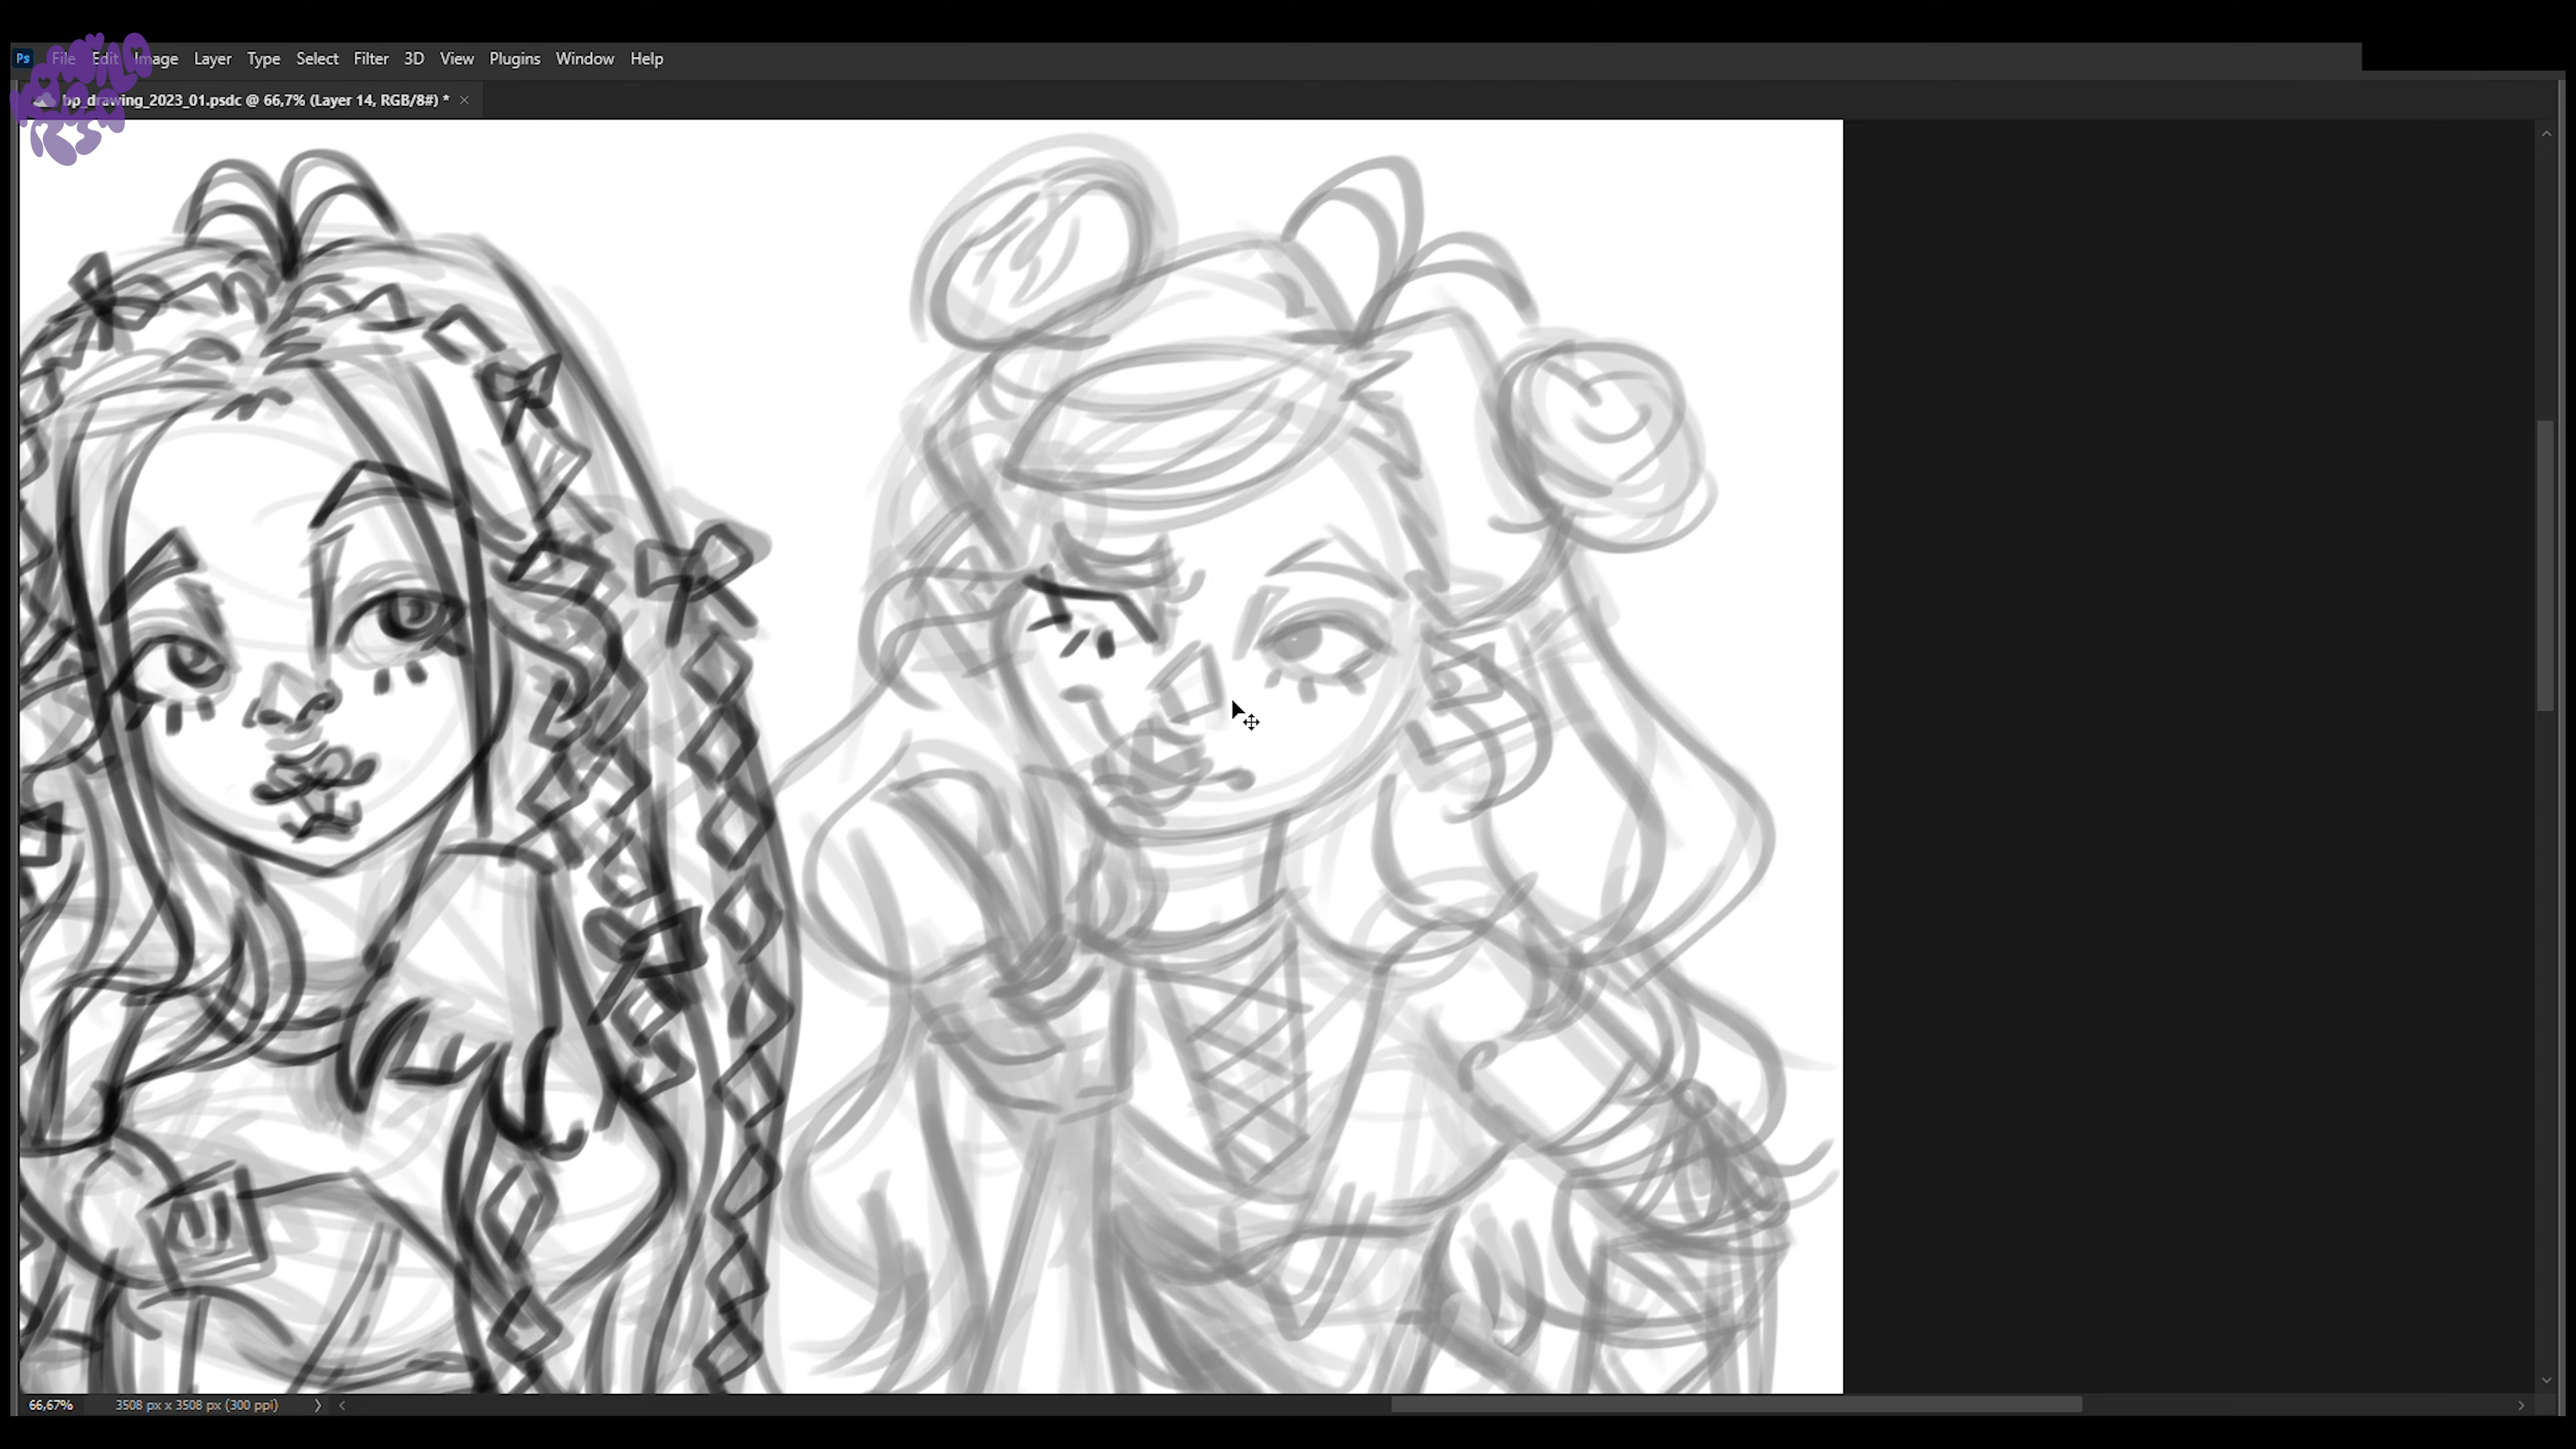 Ps File Edit Image Layer Type Select Filter 3D View Plugins Window Help
bp_drawing_2023_01.psdc @ 66,7% (Layer 14, RGB/8#) * ×
66,67% 3508 px x 3508 px (300 ppi)